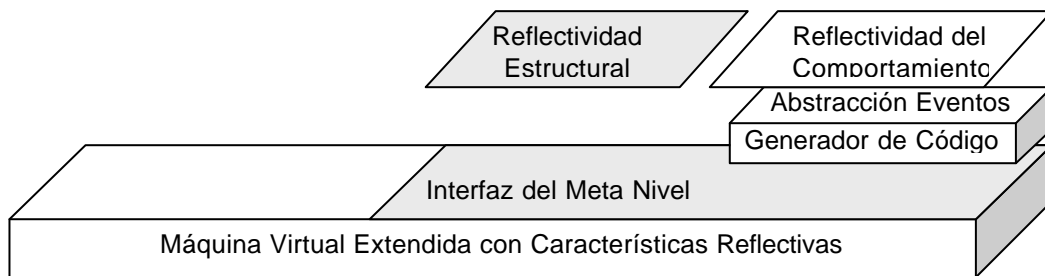 Reflectividad
Estructural
Reflectividad del
Comportamiento
Abstracción Eventos
Generador de Código
Interfaz del Meta Nivel
Máquina Virtual Extendida con Características Reflectivas